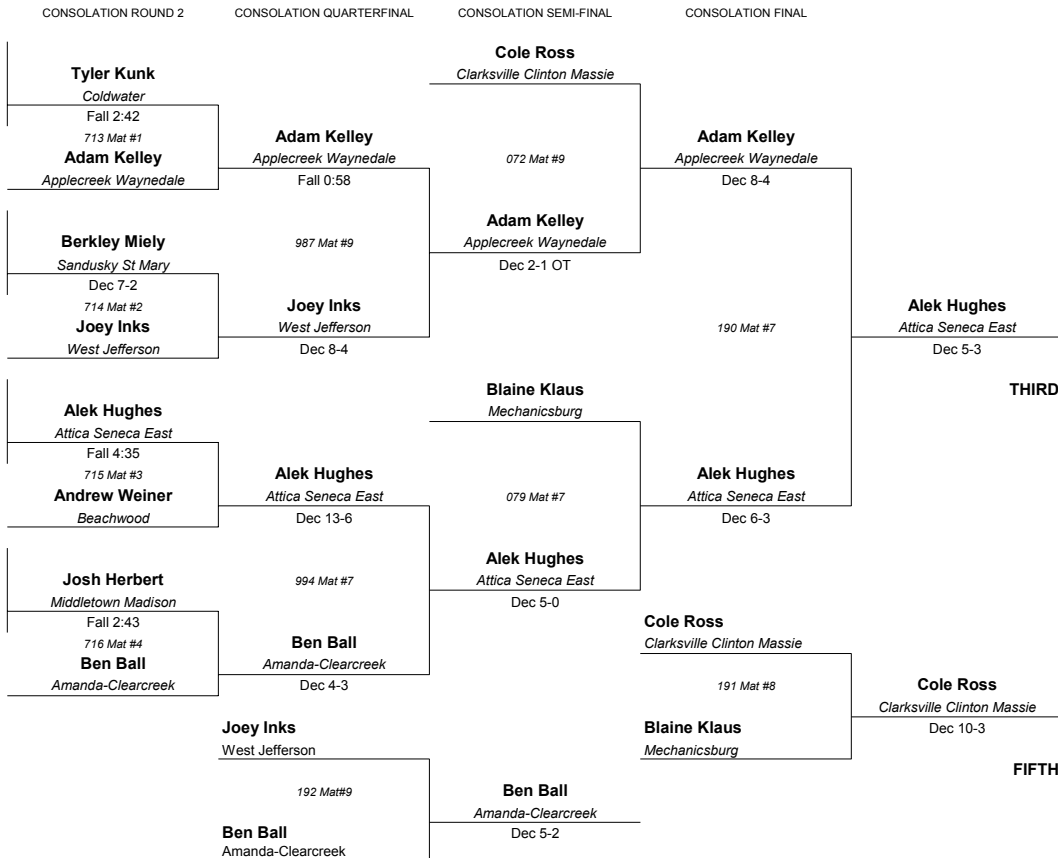 CONSOLATION ROUND 2
CONSOLATION QUARTERFINAL
CONSOLATION SEMI-FINAL
CONSOLATION FINAL
Tyler Kunk
Coldwater
Fall 2:42
713 Mat #1
Adam Kelley
Applecreek Waynedale
Berkley Miely
Sandusky St Mary
Dec 7-2
714 Mat #2
Joey Inks
West Jefferson
Alek Hughes
Attica Seneca East
Fall 4:35
715 Mat #3
Andrew Weiner
Beachwood
Josh Herbert
Middletown Madison
Fall 2:43
716 Mat #4
Ben Ball
Amanda-Clearcreek
Adam Kelley
Applecreek Waynedale
Fall 0:58
987 Mat #9
Joey Inks
West Jefferson
Dec 8-4
Alek Hughes
Attica Seneca East
Dec 13-6
994 Mat #7
Ben Ball
Amanda-Clearcreek
Dec 4-3
Joey Inks
West Jefferson
192 Mat#9
Ben Ball
Amanda-Clearcreek
Cole Ross
Clarksville Clinton Massie
072 Mat #9
Adam Kelley
Applecreek Waynedale
Dec 2-1 OT
Blaine Klaus
Mechanicsburg
079 Mat #7
Alek Hughes
Attica Seneca East
Dec 5-0
Ben Ball
Amanda-Clearcreek
Dec 5-2
Adam Kelley
Applecreek Waynedale
Dec 8-4
190 Mat #7
Alek Hughes
Attica Seneca East
Dec 6-3
Cole Ross
Clarksville Clinton Massie
191 Mat #8
Blaine Klaus
Mechanicsburg
Alek Hughes
Attica Seneca East
Dec 5-3
THIRD
Cole Ross
Clarksville Clinton Massie
Dec 10-3
FIFTH